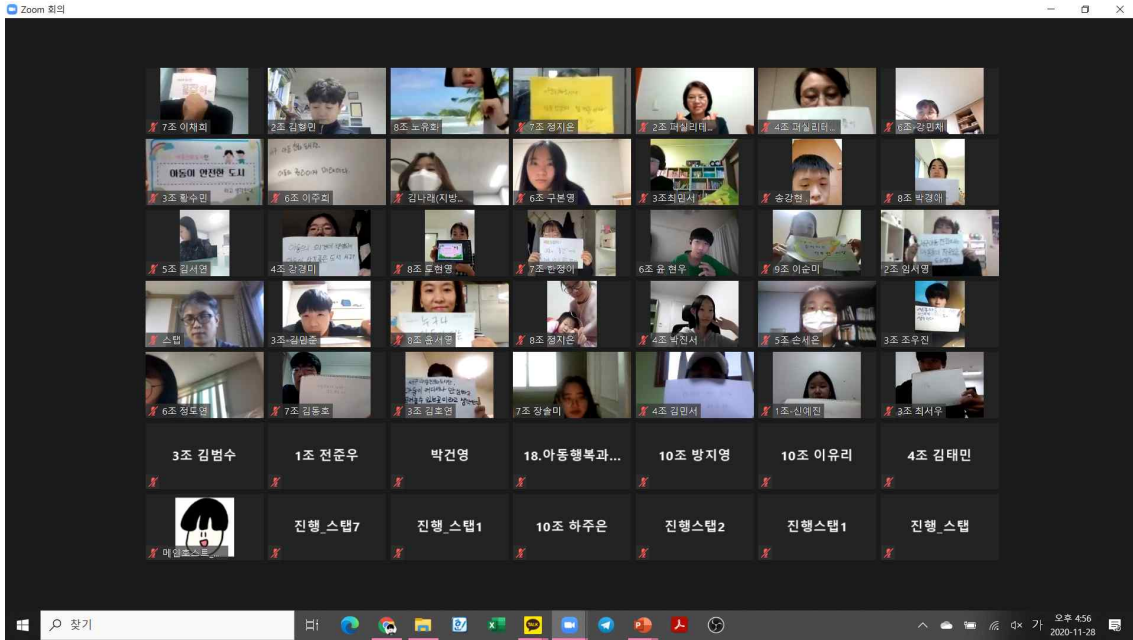 Zoom 회의
7조 이채희
2조 김형민
8조 노유화
7조 정지은
2조 퍼실리테...
4조 퍼실리테...
6조-강민채
아동이 안전한 도시
3조 황수민
6조 이주희
김나래(지방...
6조 구본영
3조최민서
송강현
8조 박경애
5조 김서영
4조 강경미
8조 도현영
7조 한정이
6조 윤현우
9조 이순미
2조 임서영
스탭
3조-김민준
8조 윤서영
8조 정지은
4조 박진서
5조 손세은
3조 조우진
6조 정도연
7조 김동호
3조 김효연
7조 장솔미
4조 김민서
1조-신예진
3조 최서우
3조 김범수
1조 전준우
박건영
18.아동행복과...
10조 방지영
10조 이유리
4조 김태민
메인호스트
진행_스탭7
진행_스탭1
10조 하주은
진행스탭2
진행스탭1
진행_스탭
찾기
TALK
가
오후 4:56
2020-11-28